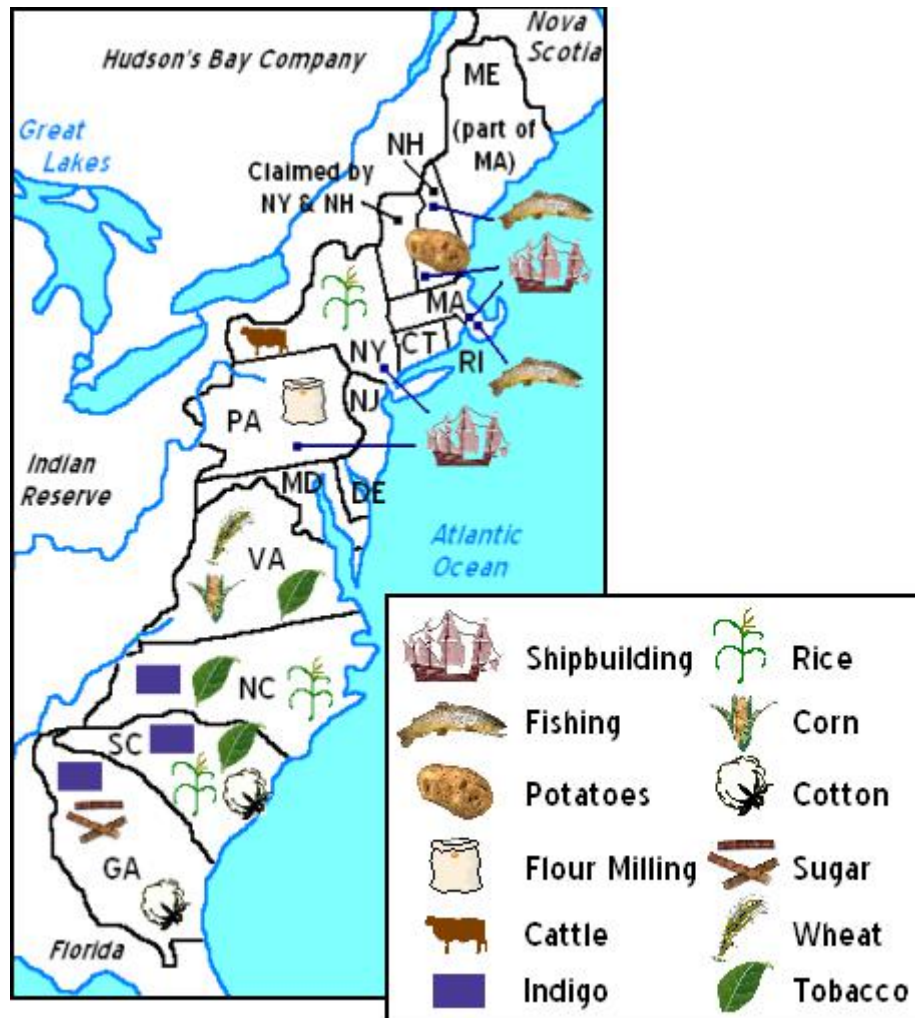 Nova
Scotia
Hudson's Bay Company
ME
Great
Lakes
(part of
MA)
NH
Claimed by
NY & NH
MA
CT
NY
RI
NJ
PA
Indian
Reserve
MD
DE
Atlantic
Ocean
VA
NC
SC
GA
Florida
Shipbuilding
Rice
Fishing
Corn
Potatoes
Cotton
Flour Milling
Sugar
Cattle
Wheat
Indigo
Tobacco